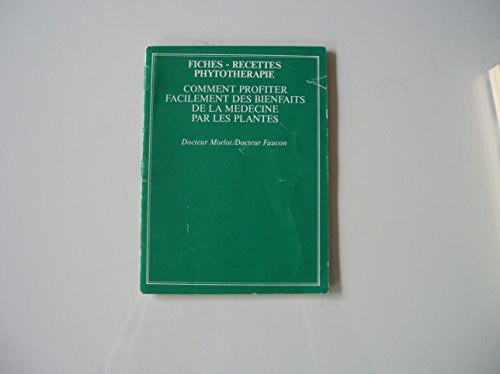 FICHES - RECETTES
PHYTOTHERAPIE
COMMENT PROFITER
FACILEMENT DES BIENFAITS
DE LA MEDECINE
PAR LES PLANTES
Docteur Morlot/Docteur Faucon